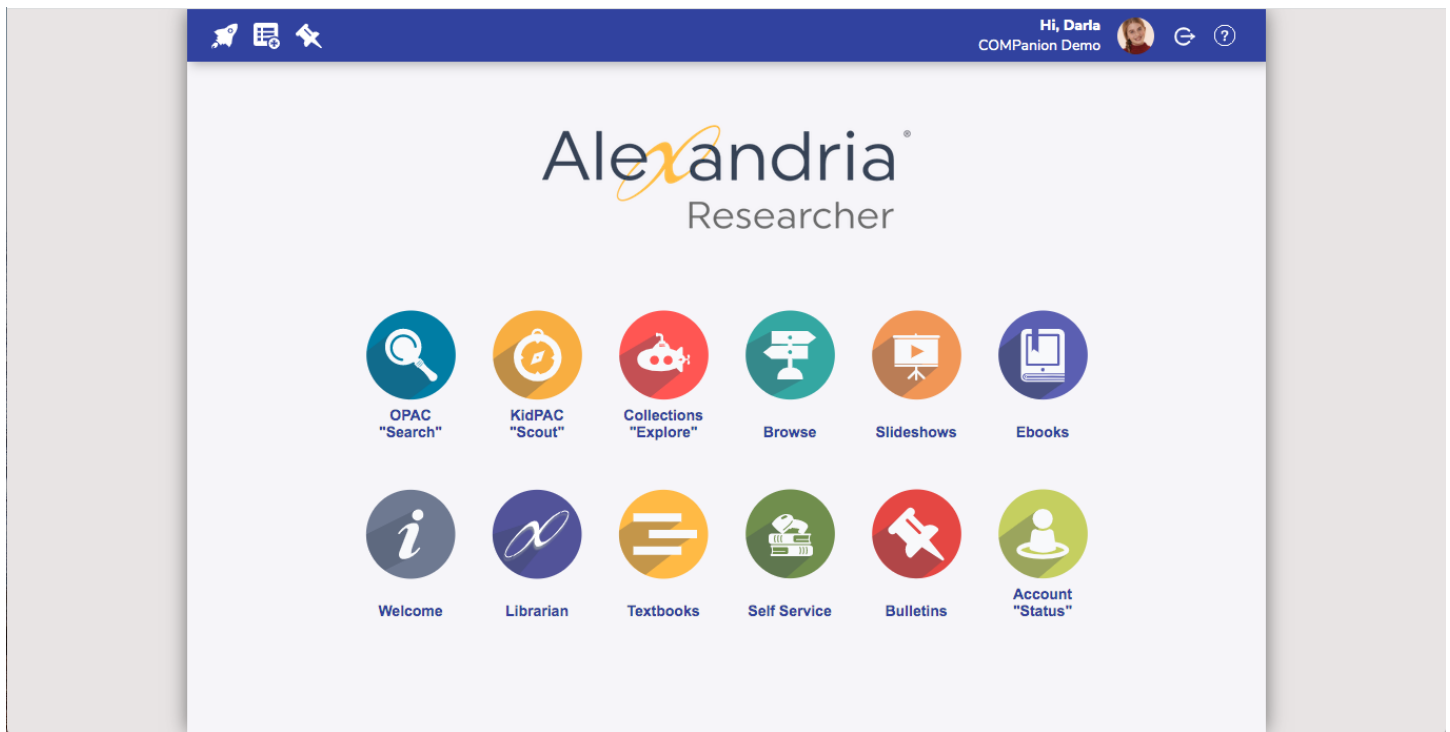 Hi, Darla
COMPanion Demo
Alexandria®
Researcher
OPAC
"Search"
KidPAC
"Scout"
Collections
"Explore"
Browse
Slideshows
Ebooks
Welcome
Librarian
Textbooks
Self Service
Bulletins
Account
"Status"